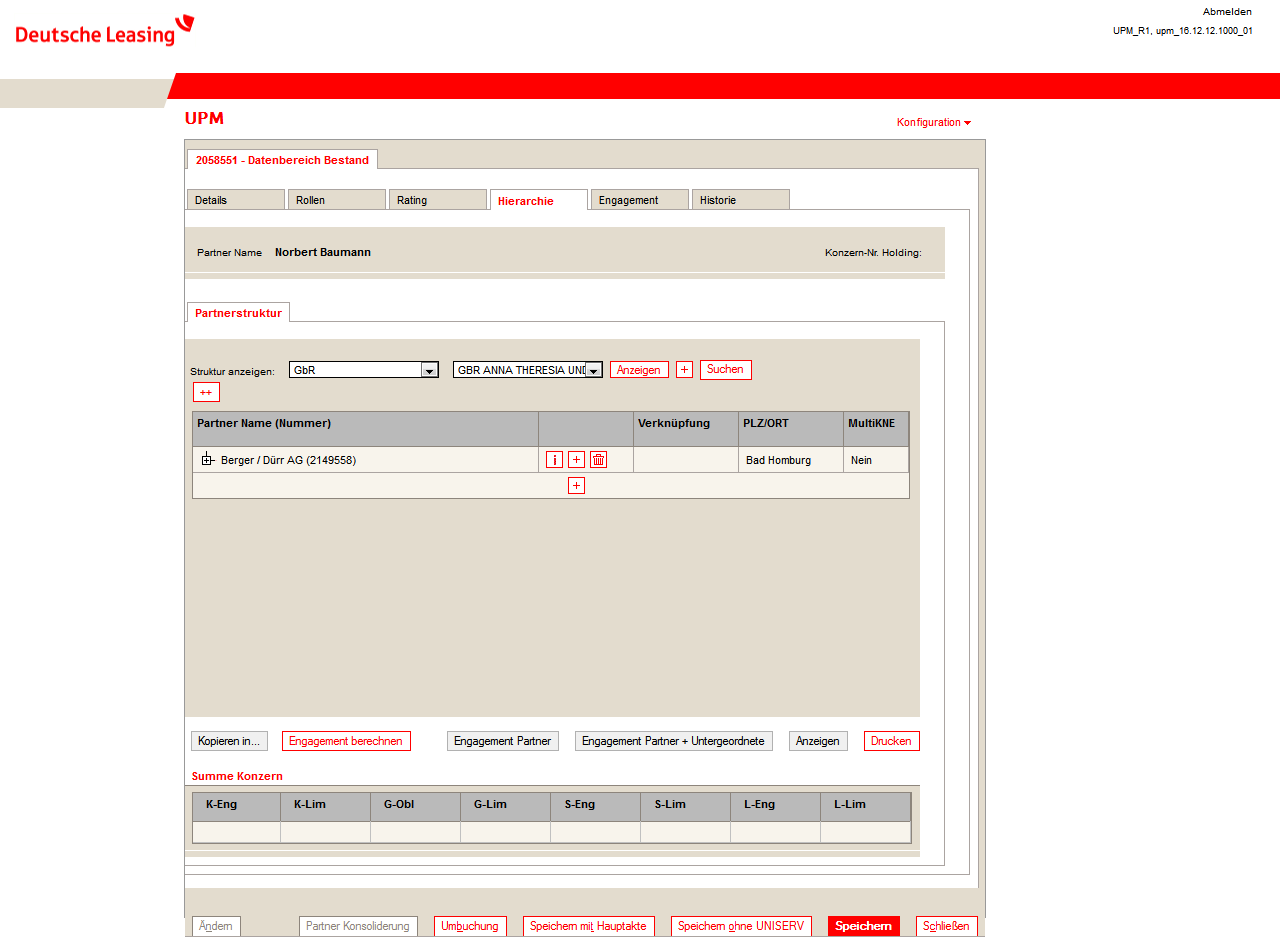 Deutsche Leasing
Abmelden
UPM_R1, upm_16.12.12.1000_01
UPM
Konfiguration
2058551 - Datenbereich Bestand
Details Rollen Rating Hierarchie Engagement Historie
Partner Name Norbert Baumann Konzern-Nr. Holding:
Partnerstruktur
Struktur anzeigen: GbR GBR ANNA THERESIA UND Anzeigen + Suchen
++
Partner Name (Nummer) Verknüpfung PLZ/ORT MultiKNE
Berger / Dürr AG (2149558) i + Bad Homburg Nein
+
Kopieren in... Engagement berechnen Engagement Partner Engagement Partner + Untergeordnete Anzeigen Drucken
Summe Konzern
K-Eng K-Lim G-Obl G-Lim S-Eng S-Lim L-Eng L-Lim
Ändern Partner Konsolidierung Umbuchung Speichern mit Hauptakte Speichern ohne UNISERV Speichern Schließen